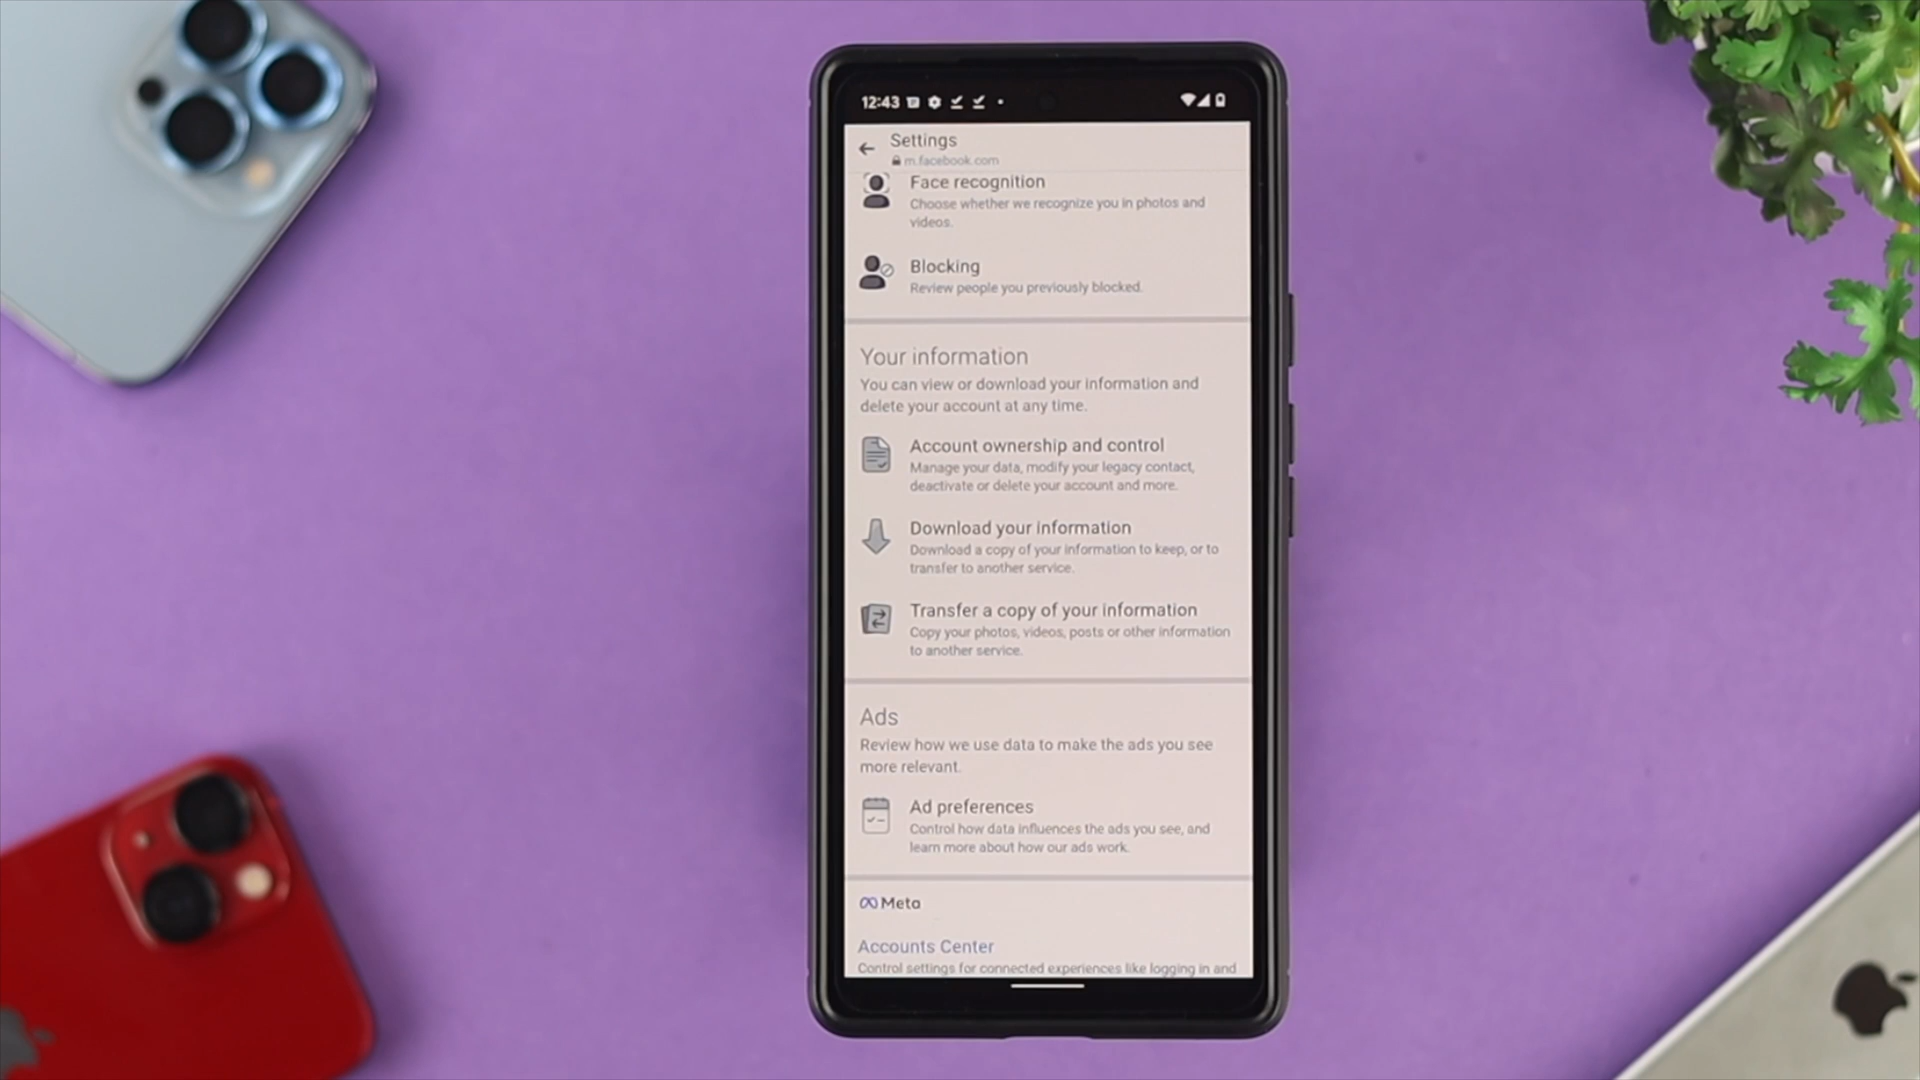 12:43
Settings
m.facebook.com
Face recognition
Choose whether we recognize you in photos and
videos.
Blocking
Review people you previously blocked.
Your information
You can view or download your information and
delete your account at any time.
Account ownership and control
Manage your data, modify your legacy contact,
deactivate or delete your account and more.
Download your information
Download a copy of your information to keep, or to
transfer to another service.
Transfer a copy of your information
Copy your photos, videos, posts or other information
to another service.
Ads
Review how we use data to make the ads you see
more relevant.
Ad preferences
Control how data influences the ads you see, and
learn more about how our ads work.
Meta
Accounts Center
Control settings for connected experiences like logging in and